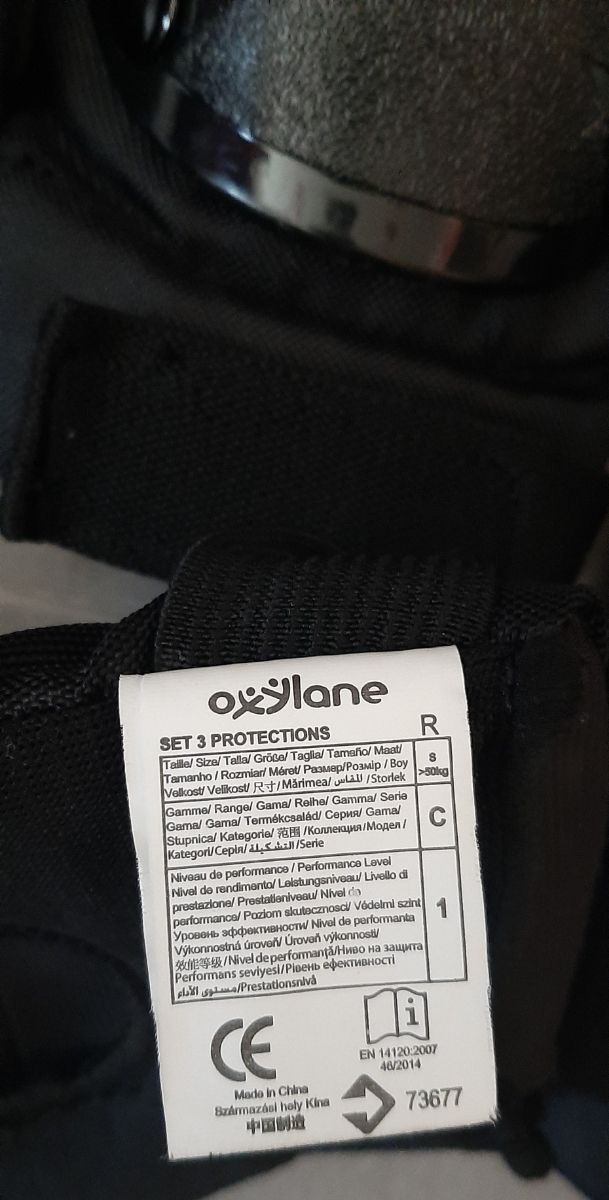 oxylane
SET 3 PROTECTIONS
R
Taille/ Size/ Talla/ Größe/ Taglia/ Tamaño/ Maat/
Tamanho / Rozmiar/ Méret/ Размер/Розмір / Boy
Velkost/ Velikost/ 尺寸/ Mărimea/ للقاس /Storlek
S
>50kg
Gamme/ Range/ Gama/ Reihe/ Gamma/ Serie
Gama/ Gama/ Termékcsalád/ Серия/ Gama/
Stupnica/ Kategorie/ 范围 /Коллекция/Модел /
Kategori/Серія/ التشكيلة /Serie
C
Niveau de performance / Performance Level
Nivel de rendimento/ Leistungsniveau/ Livello di
prestazione/ Prestatieniveau/ Nivel do
performance/ Poziom skuteczności/ Védelmi szint
Уровень эффективности/ Nivel de performanta
Výkonnostná úroveň/ Úroveň výkonnosti/
效能等级/ Nivel de performanță/Ниво на защита
Performans seviyesi/Рівень ефективності
مستوى الأداء/Prestationsnivå
1
CE
i
EN 14120:2007
46/2014
Made in China
Származási hely Kína
中国制造
73677